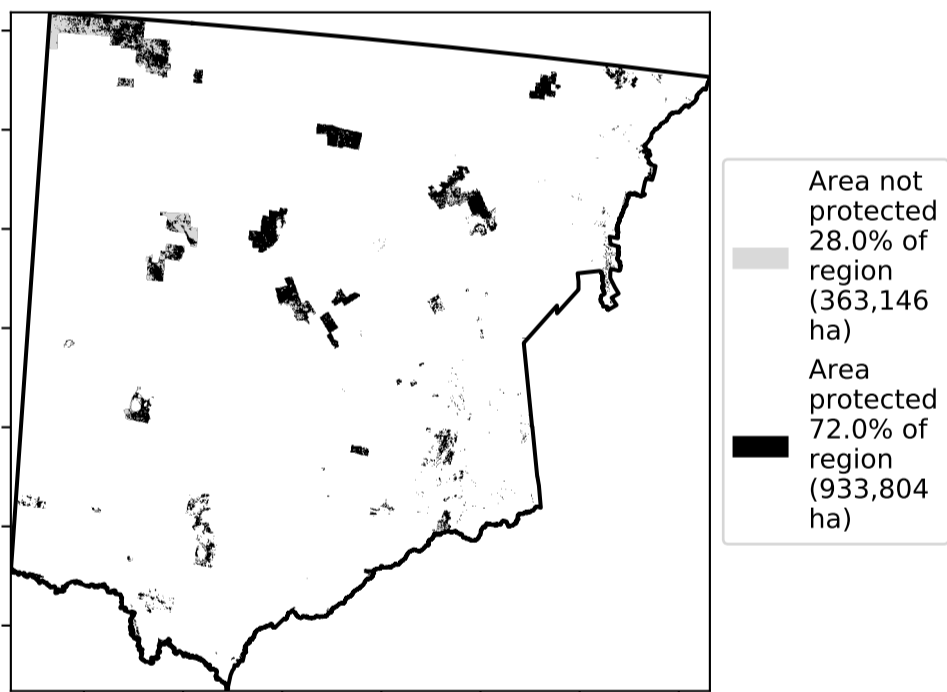 Area not
protected
28.0% of
region
(363,146
ha)
Area
protected
72.0% of
region
(933,804
ha)